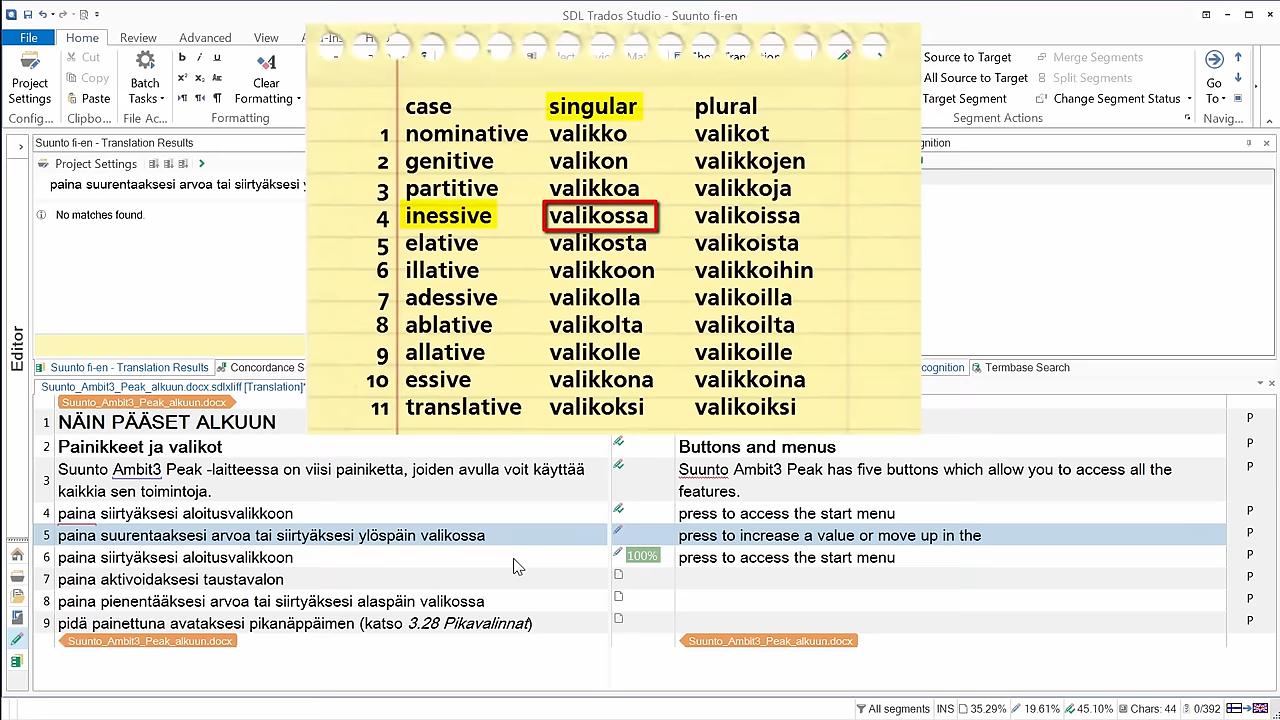 SDL Trados Studio - Suunto fi-en
File Home Review Advanced View
Cut
Copy
Paste
Project
Settings
Batch
Tasks
Clear
Formatting
Source to Target
All Source to Target
Target Segment
Merge Segments
Split Segments
Change Segment Status
Go
To
Config... Clipbo... File Ac... Formatting Segment Actions Navig...
Suunto fi-en - Translation Results
Project Settings
paina suurentaaksesi arvoa tai siirtyäksesi
No matches found.
case singular plural
1 nominative valikko valikot
2 genitive valikon valikkojen
3 partitive valikkoa valikkoja
4 inessive valikossa valikoissa
5 elative valikosta valikoista
6 illative valikkoon valikkoihin
7 adessive valikolla valikoilla
8 ablative valikolta valikoilta
9 allative valikolle valikoille
10 essive valikkona valikkoina
11 translative valikoksi valikoiksi
Editor
Suunto fi-en - Translation Results Concordance S
cognition Termbase Search
Suunto_Ambit3_Peak_alkuun.docx.sdlxliff [Translation]*
Suunto_Ambit3_Peak_alkuun.docx
1 NÄIN PÄÄSET ALKUUN P
2 Painikkeet ja valikot Buttons and menus P
3 Suunto Ambit3 Peak -laitteessa on viisi painiketta, joiden avulla voit käyttää
kaikkia sen toimintoja.
Suunto Ambit3 Peak has five buttons which allow you to access all the
features. P
4 paina siirtyäksesi aloitusvalikkoon press to access the start menu P
5 paina suurentaaksesi arvoa tai siirtyäksesi ylöspäin valikossa press to increase a value or move up in the P
6 paina siirtyäksesi aloitusvalikkoon 100% press to access the start menu P
7 paina aktivoidaksesi taustavalon P
8 paina pienentääksesi arvoa tai siirtyäksesi alaspäin valikossa P
9 pidä painettuna avataksesi pikanäppäimen (katso 3.28 Pikavalinnat) P
Suunto_Ambit3_Peak_alkuun.docx Suunto_Ambit3_Peak_alkuun.docx
All segments INS 35.29% 19.61% 45.10% Chars: 44 0/392